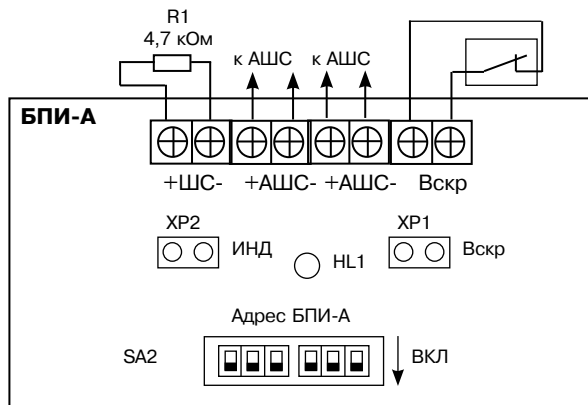 R1
4,7 кОм
к АШС к АШС
БПИ-А
+ШС- +АШС- +АШС- Вскр
XP2 XP1
ИНД HL1 Вскр
Адрес БПИ-А
SA2 ВКЛ